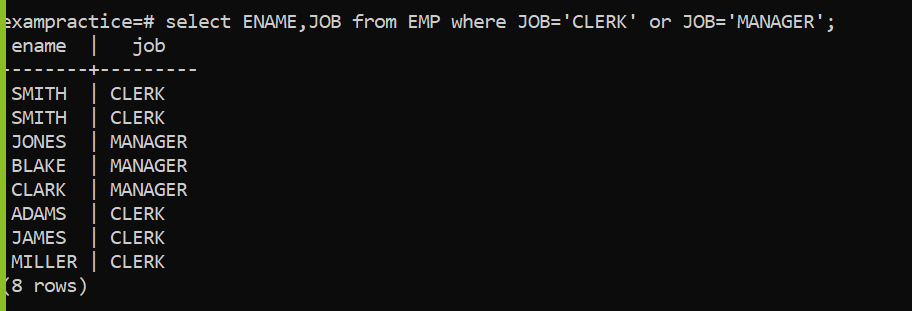 exampractice=# select ENAME,JOB from EMP where JOB='CLERK' or JOB='MANAGER';
 ename  |   job
--------+---------
 SMITH  | CLERK
 SMITH  | CLERK
 JONES  | MANAGER
 BLAKE  | MANAGER
 CLARK  | MANAGER
 ADAMS  | CLERK
 JAMES  | CLERK
 MILLER | CLERK
(8 rows)